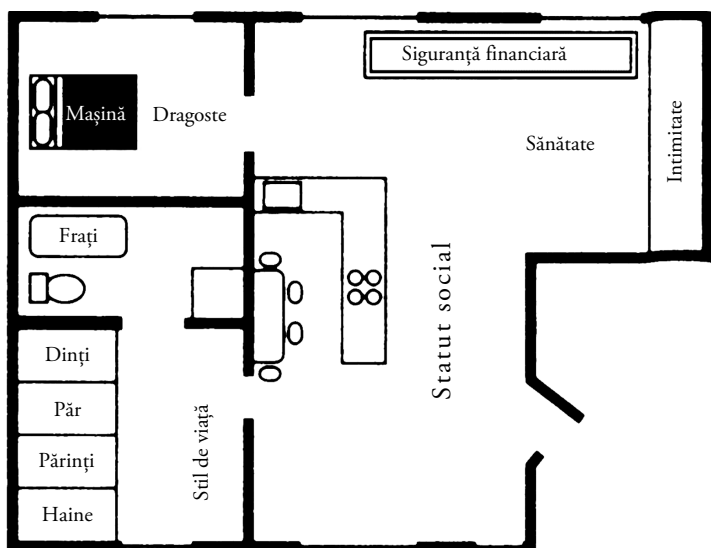 Siguranță financiară
Mașină
Dragoste
Sănătate
Intimitate
Frați
Statut social
Dinți
Păr
Părinți
Haine
Stil de viață